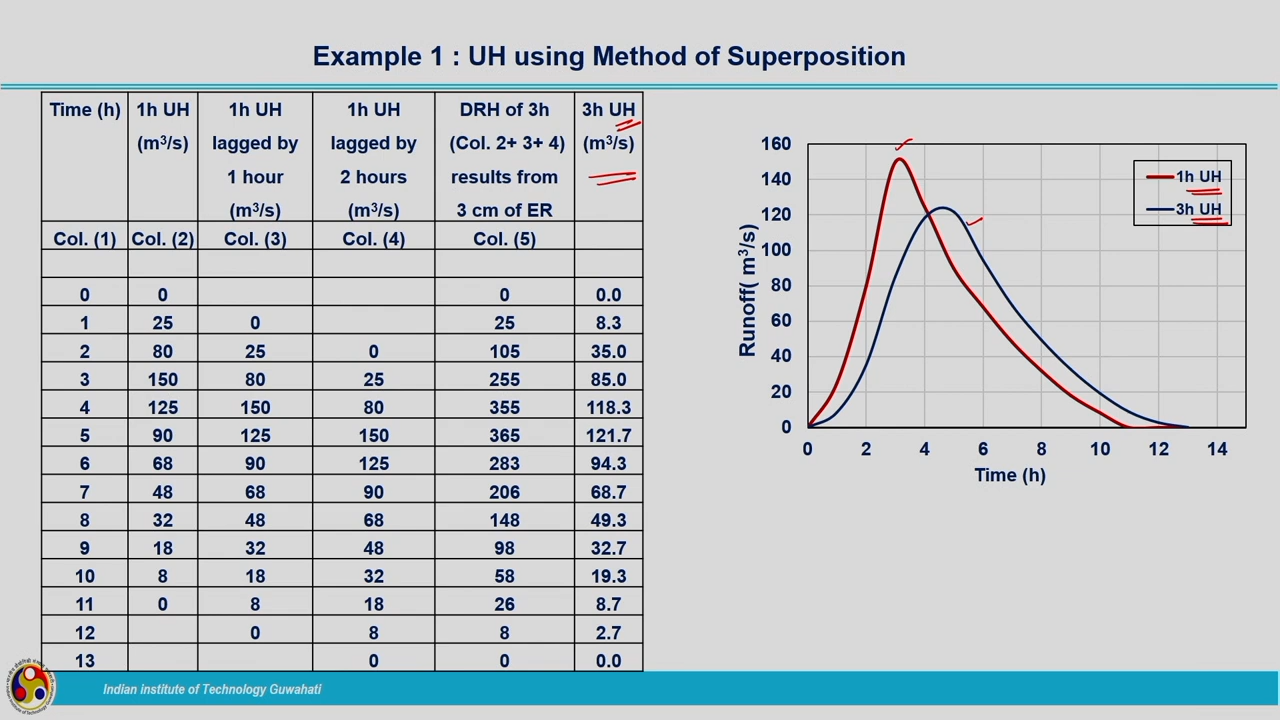 Example 1 : UH using Method of Superposition
Time (h) 1h UH 1h UH 1h UH DRH of 3h 3h UH
(m³/s) lagged by lagged by (Col. 2+ 3+ 4) (m³/s)
1 hour 2 hours results from
(m³/s) (m³/s) 3 cm of ER
Col. (1) Col. (2) Col. (3) Col. (4) Col. (5)
0 0 0 0.0
1 25 0 25 8.3
2 80 25 0 105 35.0
3 150 80 25 255 85.0
4 125 150 80 355 118.3
5 90 125 150 365 121.7
6 68 90 125 283 94.3
7 48 68 90 206 68.7
8 32 48 68 148 49.3
9 18 32 48 98 32.7
10 8 18 32 58 19.3
11 0 8 18 26 8.7
12 0 8 8 2.7
13 0 0 0.0
160
140
120
100
80
60
40
20
0
Runoff( m³/s)
1h UH
3h UH
0 2 4 6 8 10 12 14
Time (h)
Indian institute of Technology Guwahati